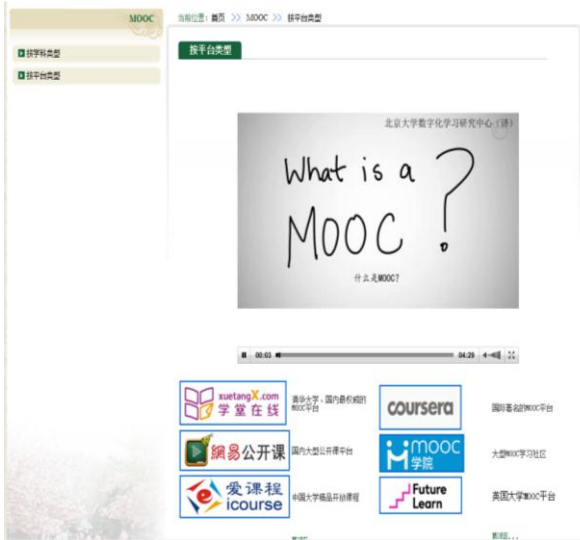 MOOC
当前位置: 首页 >> MOOC >> 按平台类型
按学科类型
按平台类型
按平台类型
北京大学数字化学习研究中心(译)
What is a
MOOC?
什么是MOOC?
00:03
04:29
xuetangX.com
学堂在线
清华大学，国内最权威的
MOOC平台
coursera
国际著名的MOOC平台
網易公开课
国内大型公开课平台
mooc
学院
大型MOOC学习社区
爱课程
icourse
中国大学精品开放课程
Future
Learn
英国大学MOOC平台